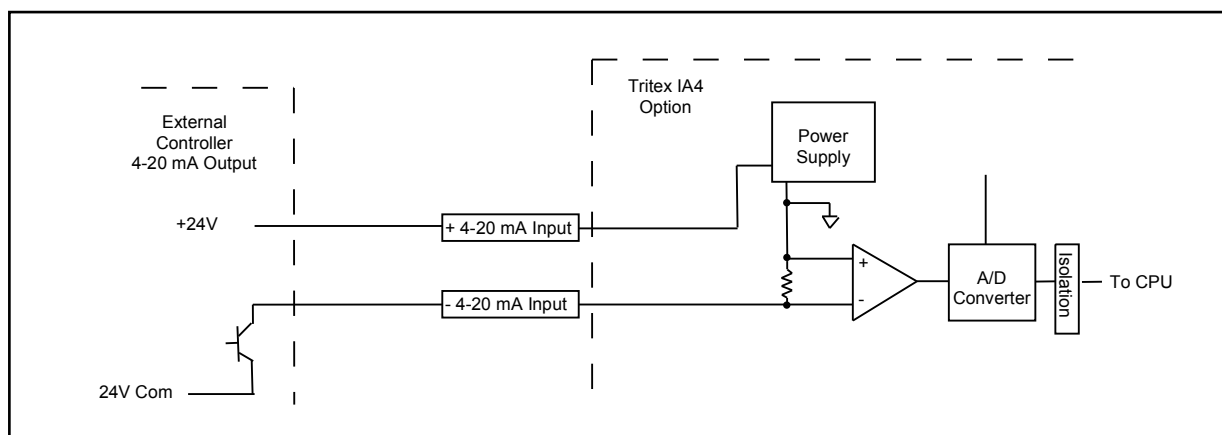 Tritex IA4
Option
External
Controller
4-20 mA Output
Power
Supply
+24V
+ 4-20 mA Input
+
-
A/D
Converter
Isolation
To CPU
- 4-20 mA Input
24V Com